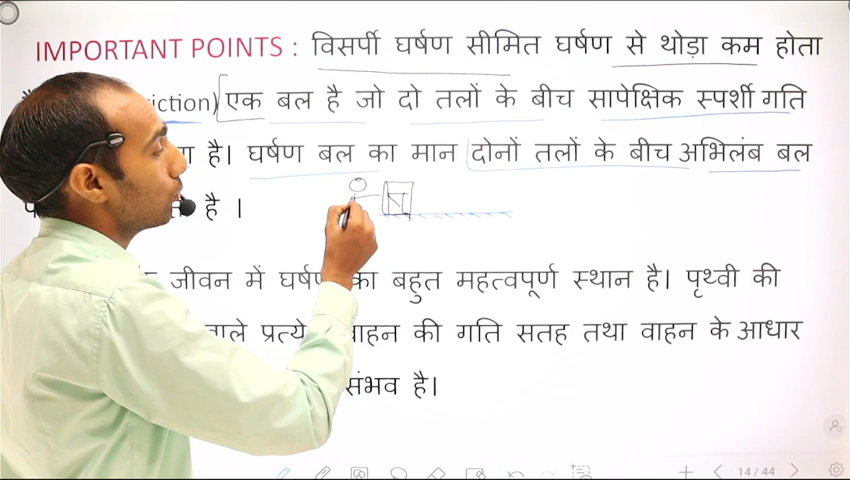 IMPORTANT POINTS : विसर्पी घर्षण सीमित घर्षण से थोड़ा कम होता
एक बल है जो दो तलों के बीच सापेक्षिक स्पर्शी गति
है। घर्षण बल का मान दोनों तलों के बीच अभिलंब बल
है ।
N
जीवन में घर्षण का बहुत महत्वपूर्ण स्थान है। पृथ्वी की
वाले वाहन की गति सतह तथा वाहन के आधार
संभव है।
14 / 44